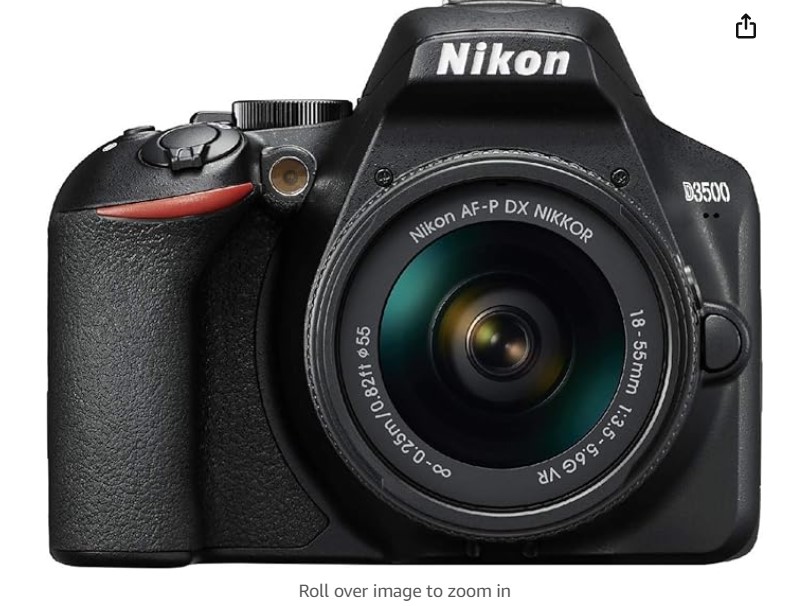 Nikon
D3500
Nikon AF-P DX NIKKOR
18-55mm 1:3.5-5.6G VR
∞-0.25m/0.82ft ⌀55
Roll over image to zoom in